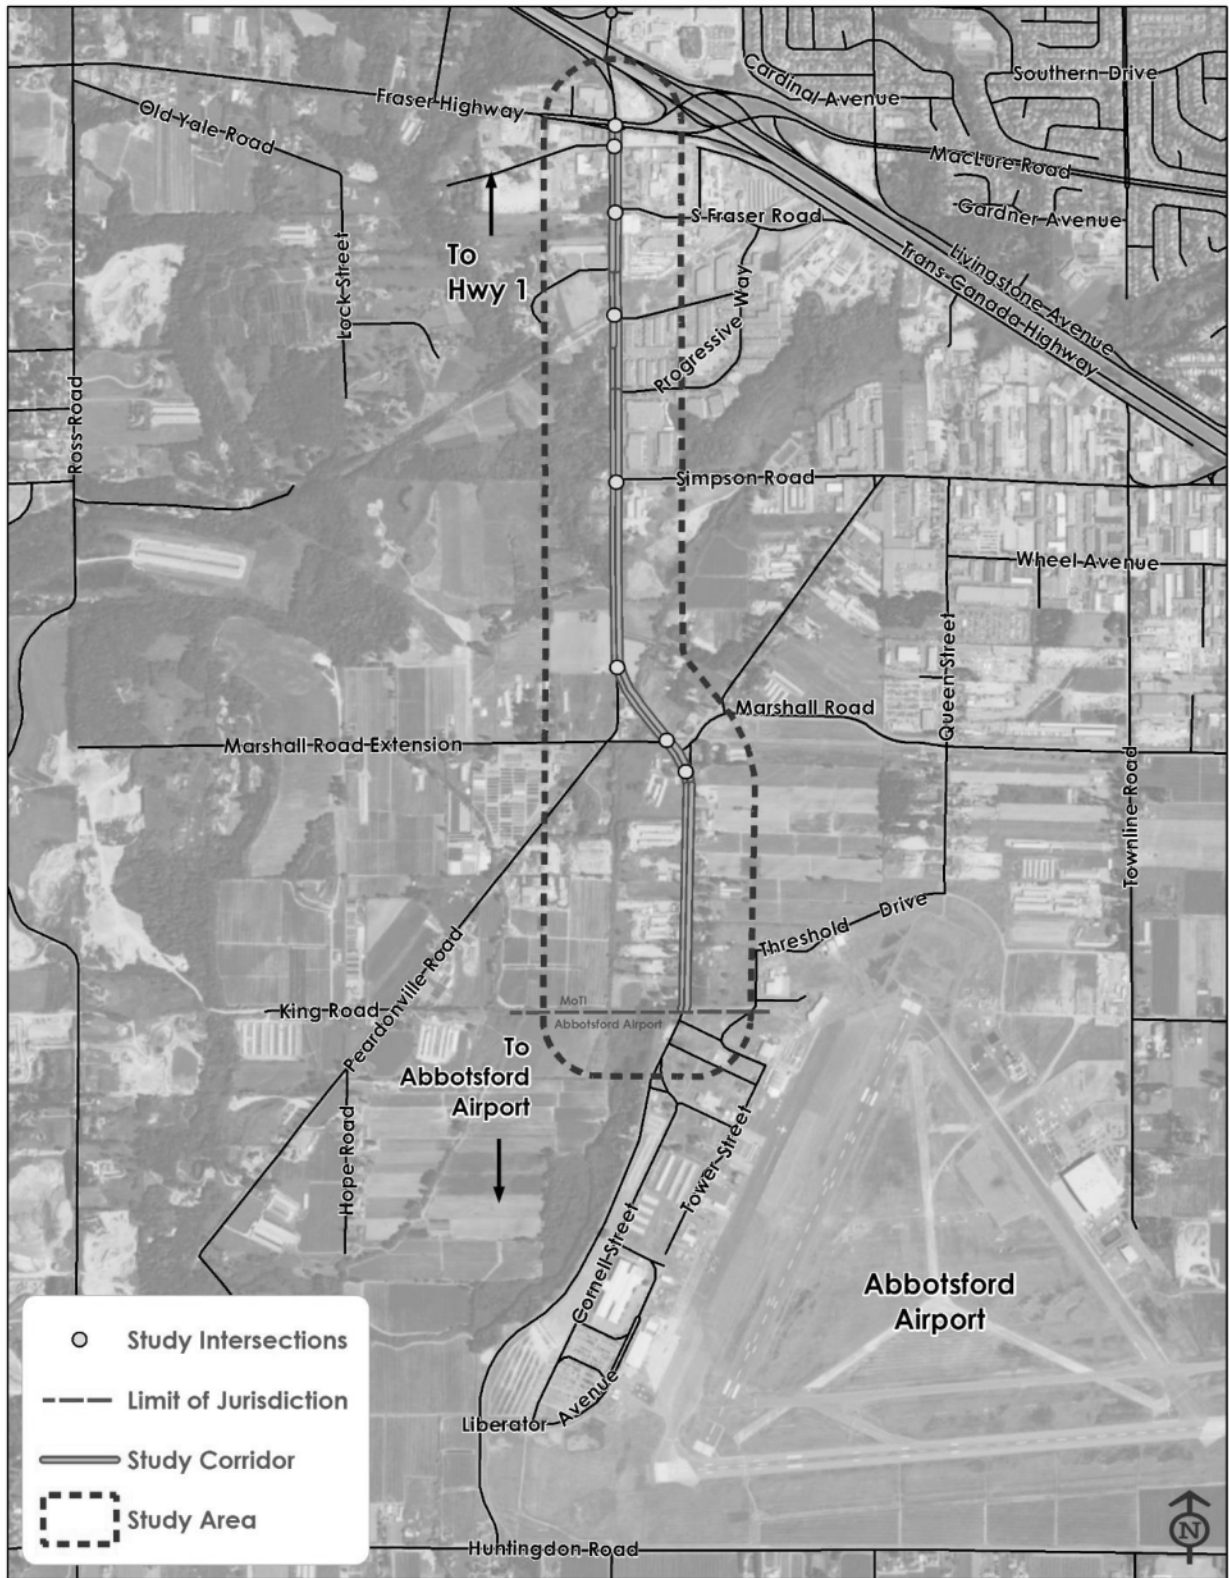 Cardinal Avenue
Southern Drive
Fraser Highway
Old Yale Road
MacLure Road
Gardner Avenue
S Fraser Road
To
Hwy 1
Lock Street
Livingstone Avenue
Trans-Canada Highway
Progressive Way
Ross Road
Simpson Road
Wheel Avenue
Queen Street
Marshall Road
Marshall Road Extension
Townline Road
Threshold Drive
Peardonville Road
King Road
MoTI
Abbotsford Airport
To
Abbotsford
Airport
Hope Road
Tower Street
Cornell Street
Abbotsford
Airport
Liberator Avenue
Huntingdon Road
Study Intersections
Limit of Jurisdiction
Study Corridor
Study Area
N